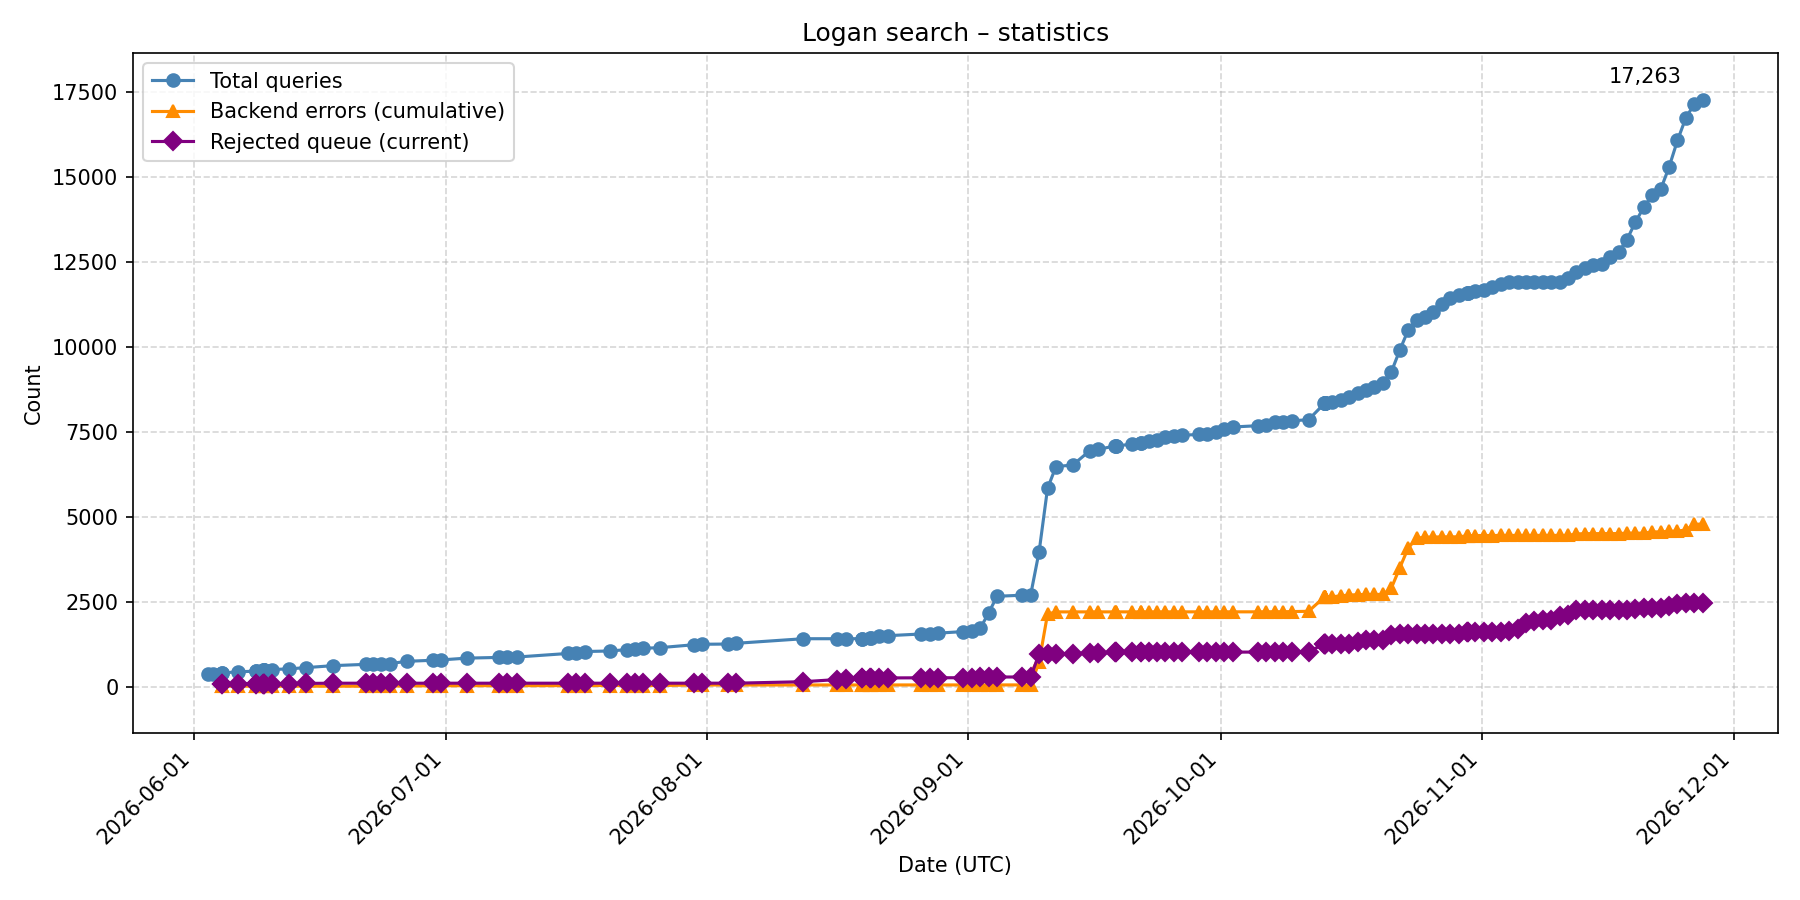 Logan search – statistics
17,263
Total queries
Backend errors (cumulative)
Rejected queue (current)
17500
15000
12500
10000
7500
5000
2500
0
Count
2026-06-01
2026-07-01
2026-08-01
2026-09-01
2026-10-01
2026-11-01
2026-12-01
Date (UTC)